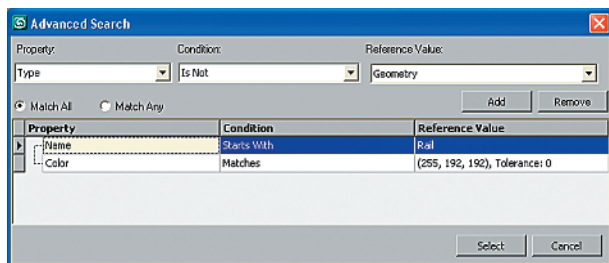 Advanced Search
Property: Condition: Reference Value:
Type Is Not Geometry
Match All Match Any Add Remove
Property Condition Reference Value
Name Starts With Rail
Color Matches (255, 192, 192), Tolerance: 0
Select Cancel